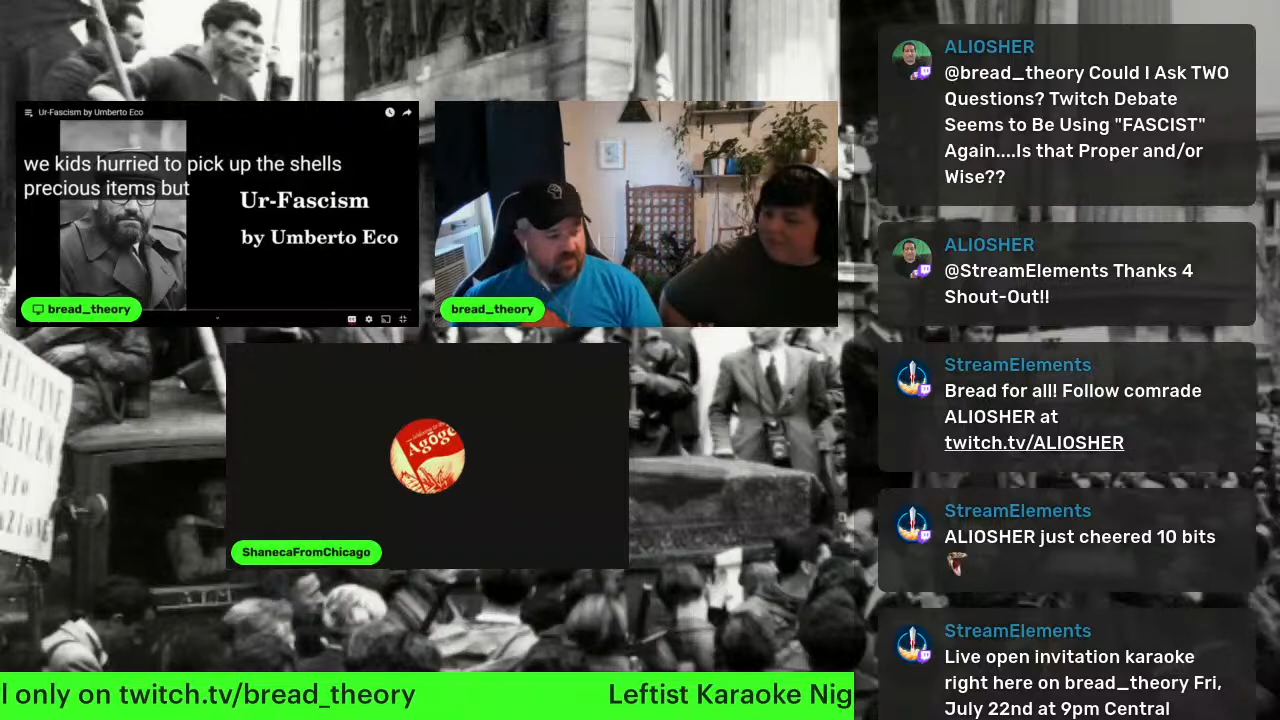 Ur-Fascism by Umberto Eco
we kids hurried to pick up the shells
precious items but
Ur-Fascism
by Umberto Eco
bread_theory
bread_theory
Agōge
ShanecaFromChicago
l only on twitch.tv/bread_theory
Leftist Karaoke Nig
ALIOSHER
@bread_theory Could I Ask TWO
Questions? Twitch Debate
Seems to Be Using "FASCIST"
Again....Is that Proper and/or
Wise??
ALIOSHER
@StreamElements Thanks 4
Shout-Out!!
StreamElements
Bread for all! Follow comrade
ALIOSHER at
twitch.tv/ALIOSHER
StreamElements
ALIOSHER just cheered 10 bits
StreamElements
Live open invitation karaoke
right here on bread_theory Fri,
July 22nd at 9pm Central